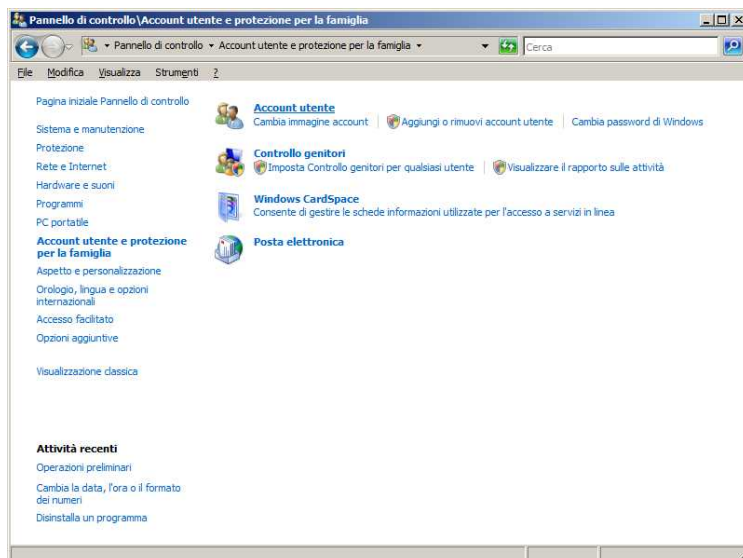 Pannello di controllo\Account utente e protezione per la famiglia
Pannello di controllo Account utente e protezione per la famiglia
Cerca
File Modifica Visualizza Strumenti ?
Pagina iniziale Pannello di controllo
Sistema e manutenzione
Protezione
Rete e Internet
Hardware e suoni
Programmi
PC portatile
Account utente e protezione
per la famiglia
Aspetto e personalizzazione
Orologio, lingua e opzioni
internazionali
Accesso facilitato
Opzioni aggiuntive
Visualizzazione classica
Attività recenti
Operazioni preliminari
Cambia la data, l'ora o il formato
dei numeri
Disinstalla un programma
Account utente
Cambia immagine account Aggiungi o rimuovi account utente Cambia password di Windows
Controllo genitori
Imposta Controllo genitori per qualsiasi utente Visualizzare il rapporto sulle attività
Windows CardSpace
Consente di gestire le schede informazioni utilizzate per l'accesso a servizi in linea
Posta elettronica